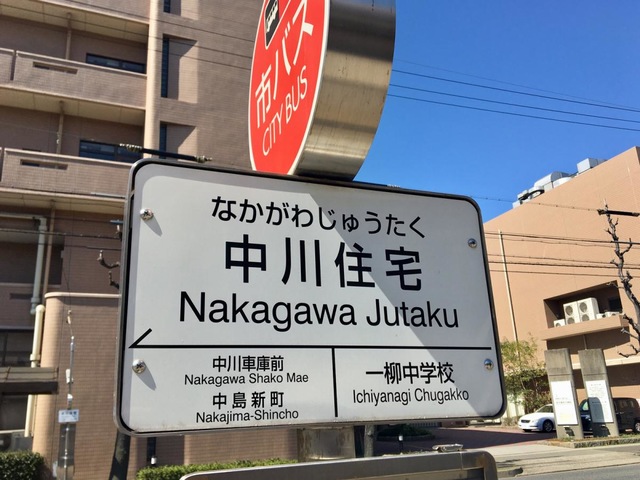 市バス
CITY BUS
なかがわじゅうたく
中川住宅
Nakagawa Jutaku
中川車庫前
Nakagawa Shako Mae
中島新町
Nakajima-Shincho
一柳中学校
Ichiyanagi Chugakko